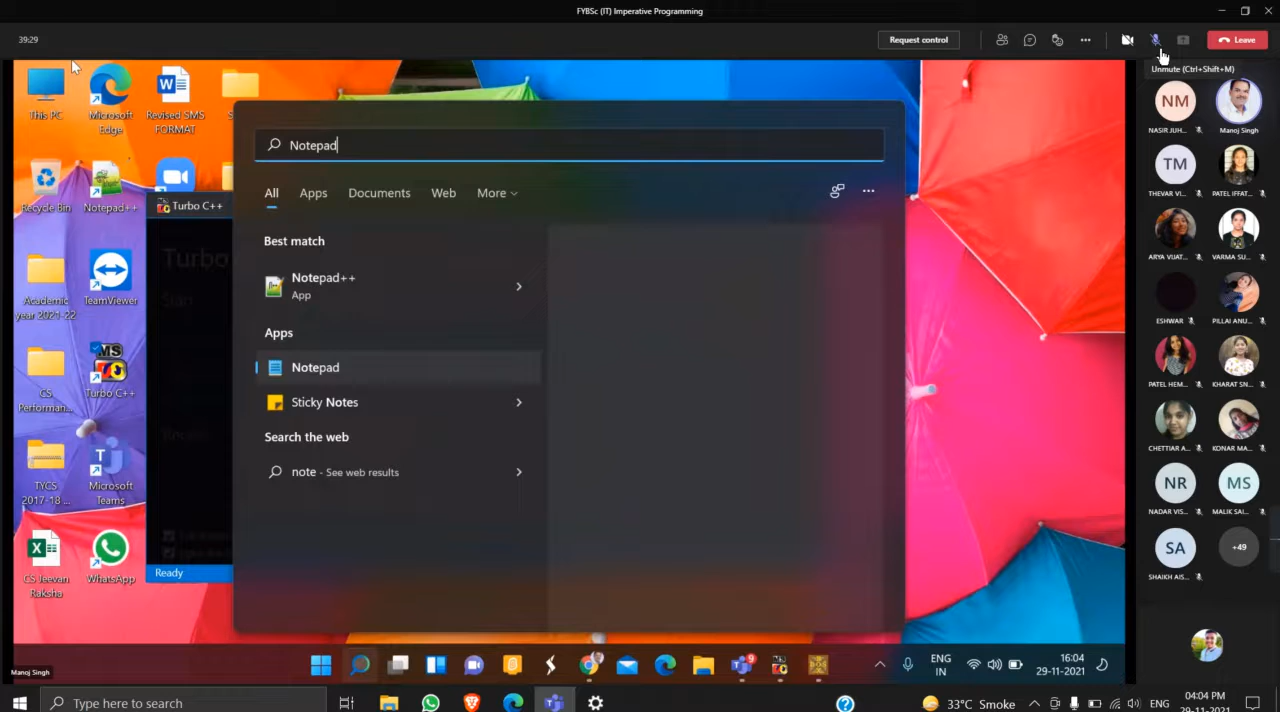 FYBSc (IT) Imperative Programming
39:29
Request control
Leave
Unmute (Ctrl+Shift+M)
This PC
Microsoft
Edge
Revised SMS
FORMAT
Recycle Bin
Notepad++
Turbo C++
Academic
year 2021-22
TeamViewer
CS
Performan...
Turbo C++
TYCS
2017-18 ...
Microsoft
Teams
CS Jeevan
Raksha
WhatsApp
Ready
Notepad
All
Apps
Documents
Web
More
Best match
Notepad++
App
Apps
Notepad
Sticky Notes
Search the web
note - See web results
NM
NASIR JUH...
Manoj Singh
TM
THEVAR VI...
PATEL IFFAT...
ARYA VIJAT...
VARMA SU...
ESHWAR
PILLAI ANU...
PATEL HEM...
KHARAT SN...
CHETTIAR A...
KONAR MA...
NR
NADAR VIS...
MS
MALIK SAI...
SA
SHAIKH AIS...
+49
Manoj Singh
9
ENG
IN
16:04
29-11-2021
Type here to search
33°C Smoke
ENG
04:04 PM
29-11-2021